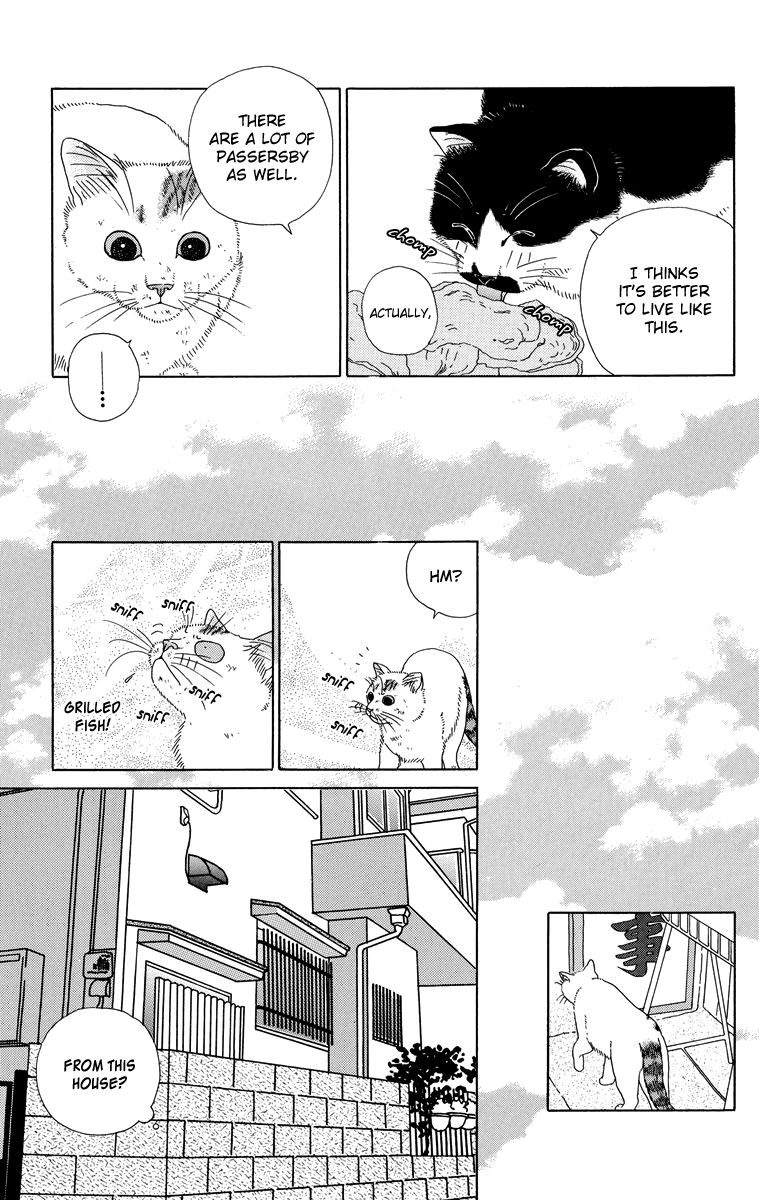 I THINKS
IT'S BETTER
TO LIVE LIKE
THIS.
chomp
ACTUALLY,
chomp
THERE
ARE A LOT OF
PASSERSBY
AS WELL.
HM?
sniff
sniff
sniff
sniff
sniff
sniff
GRILLED
FISH!
事
FROM THIS
HOUSE?